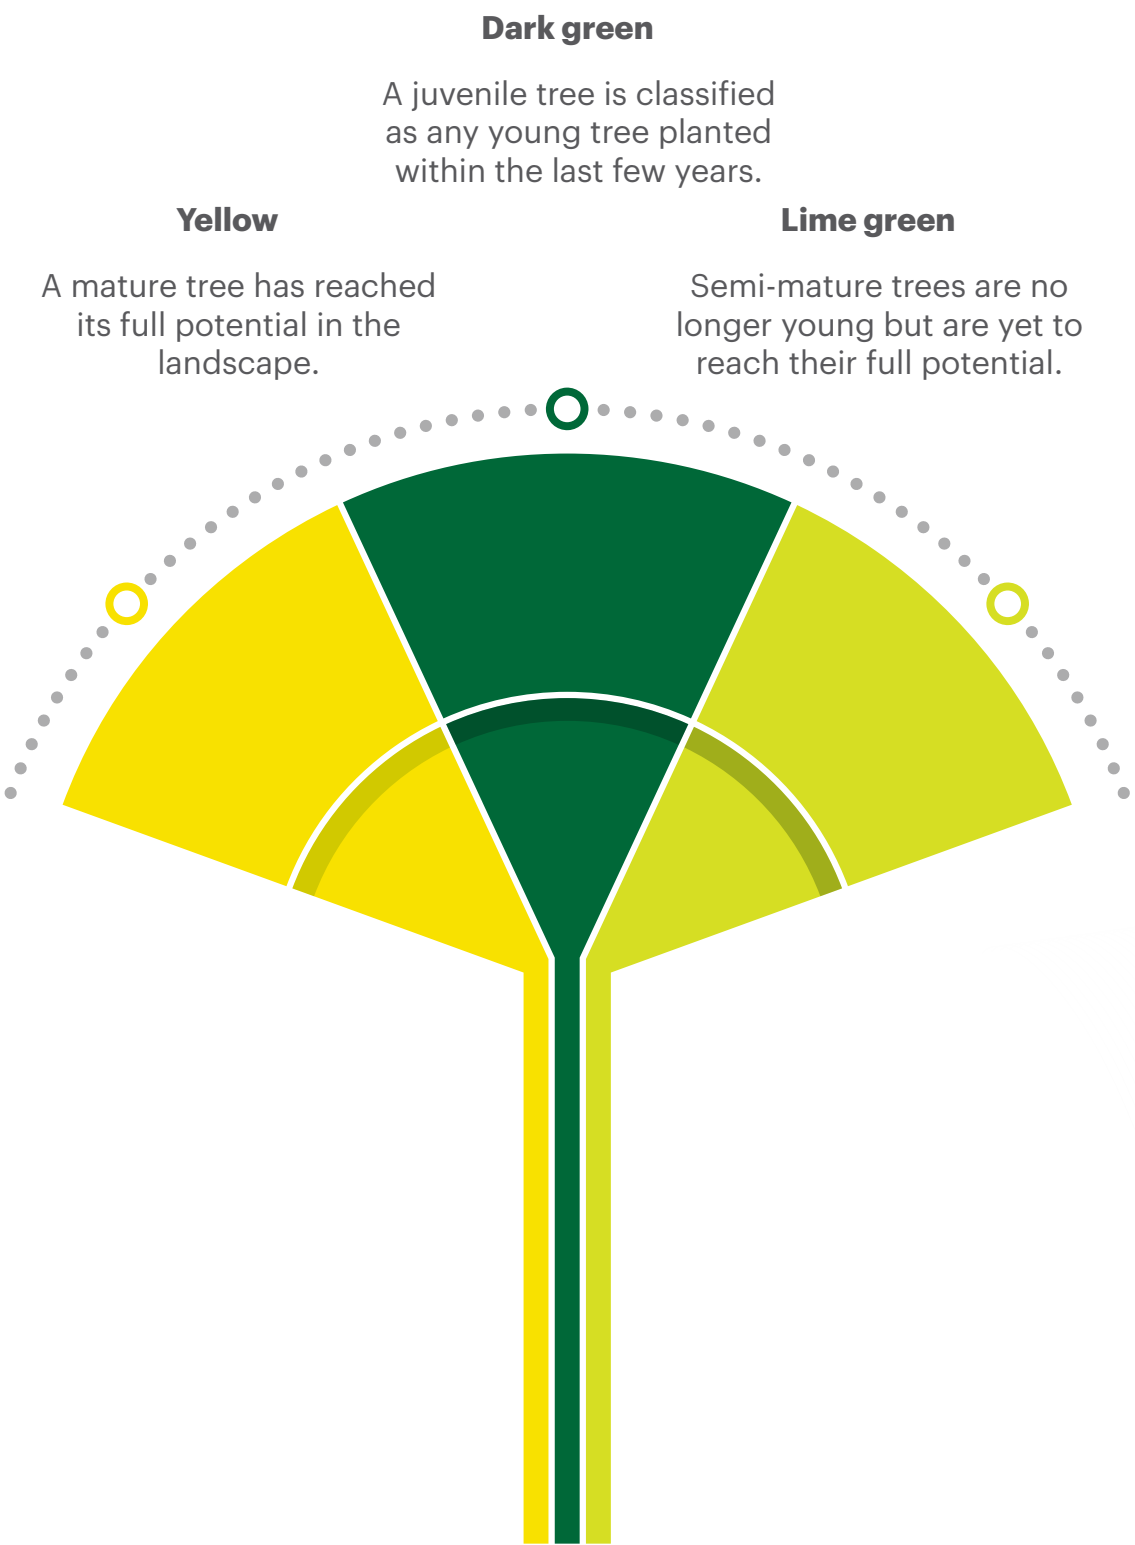 Dark green
A juvenile tree is classified
as any young tree planted
within the last few years.
Yellow
A mature tree has reached
its full potential in the
landscape.
Lime green
Semi-mature trees are no
longer young but are yet to
reach their full potential.